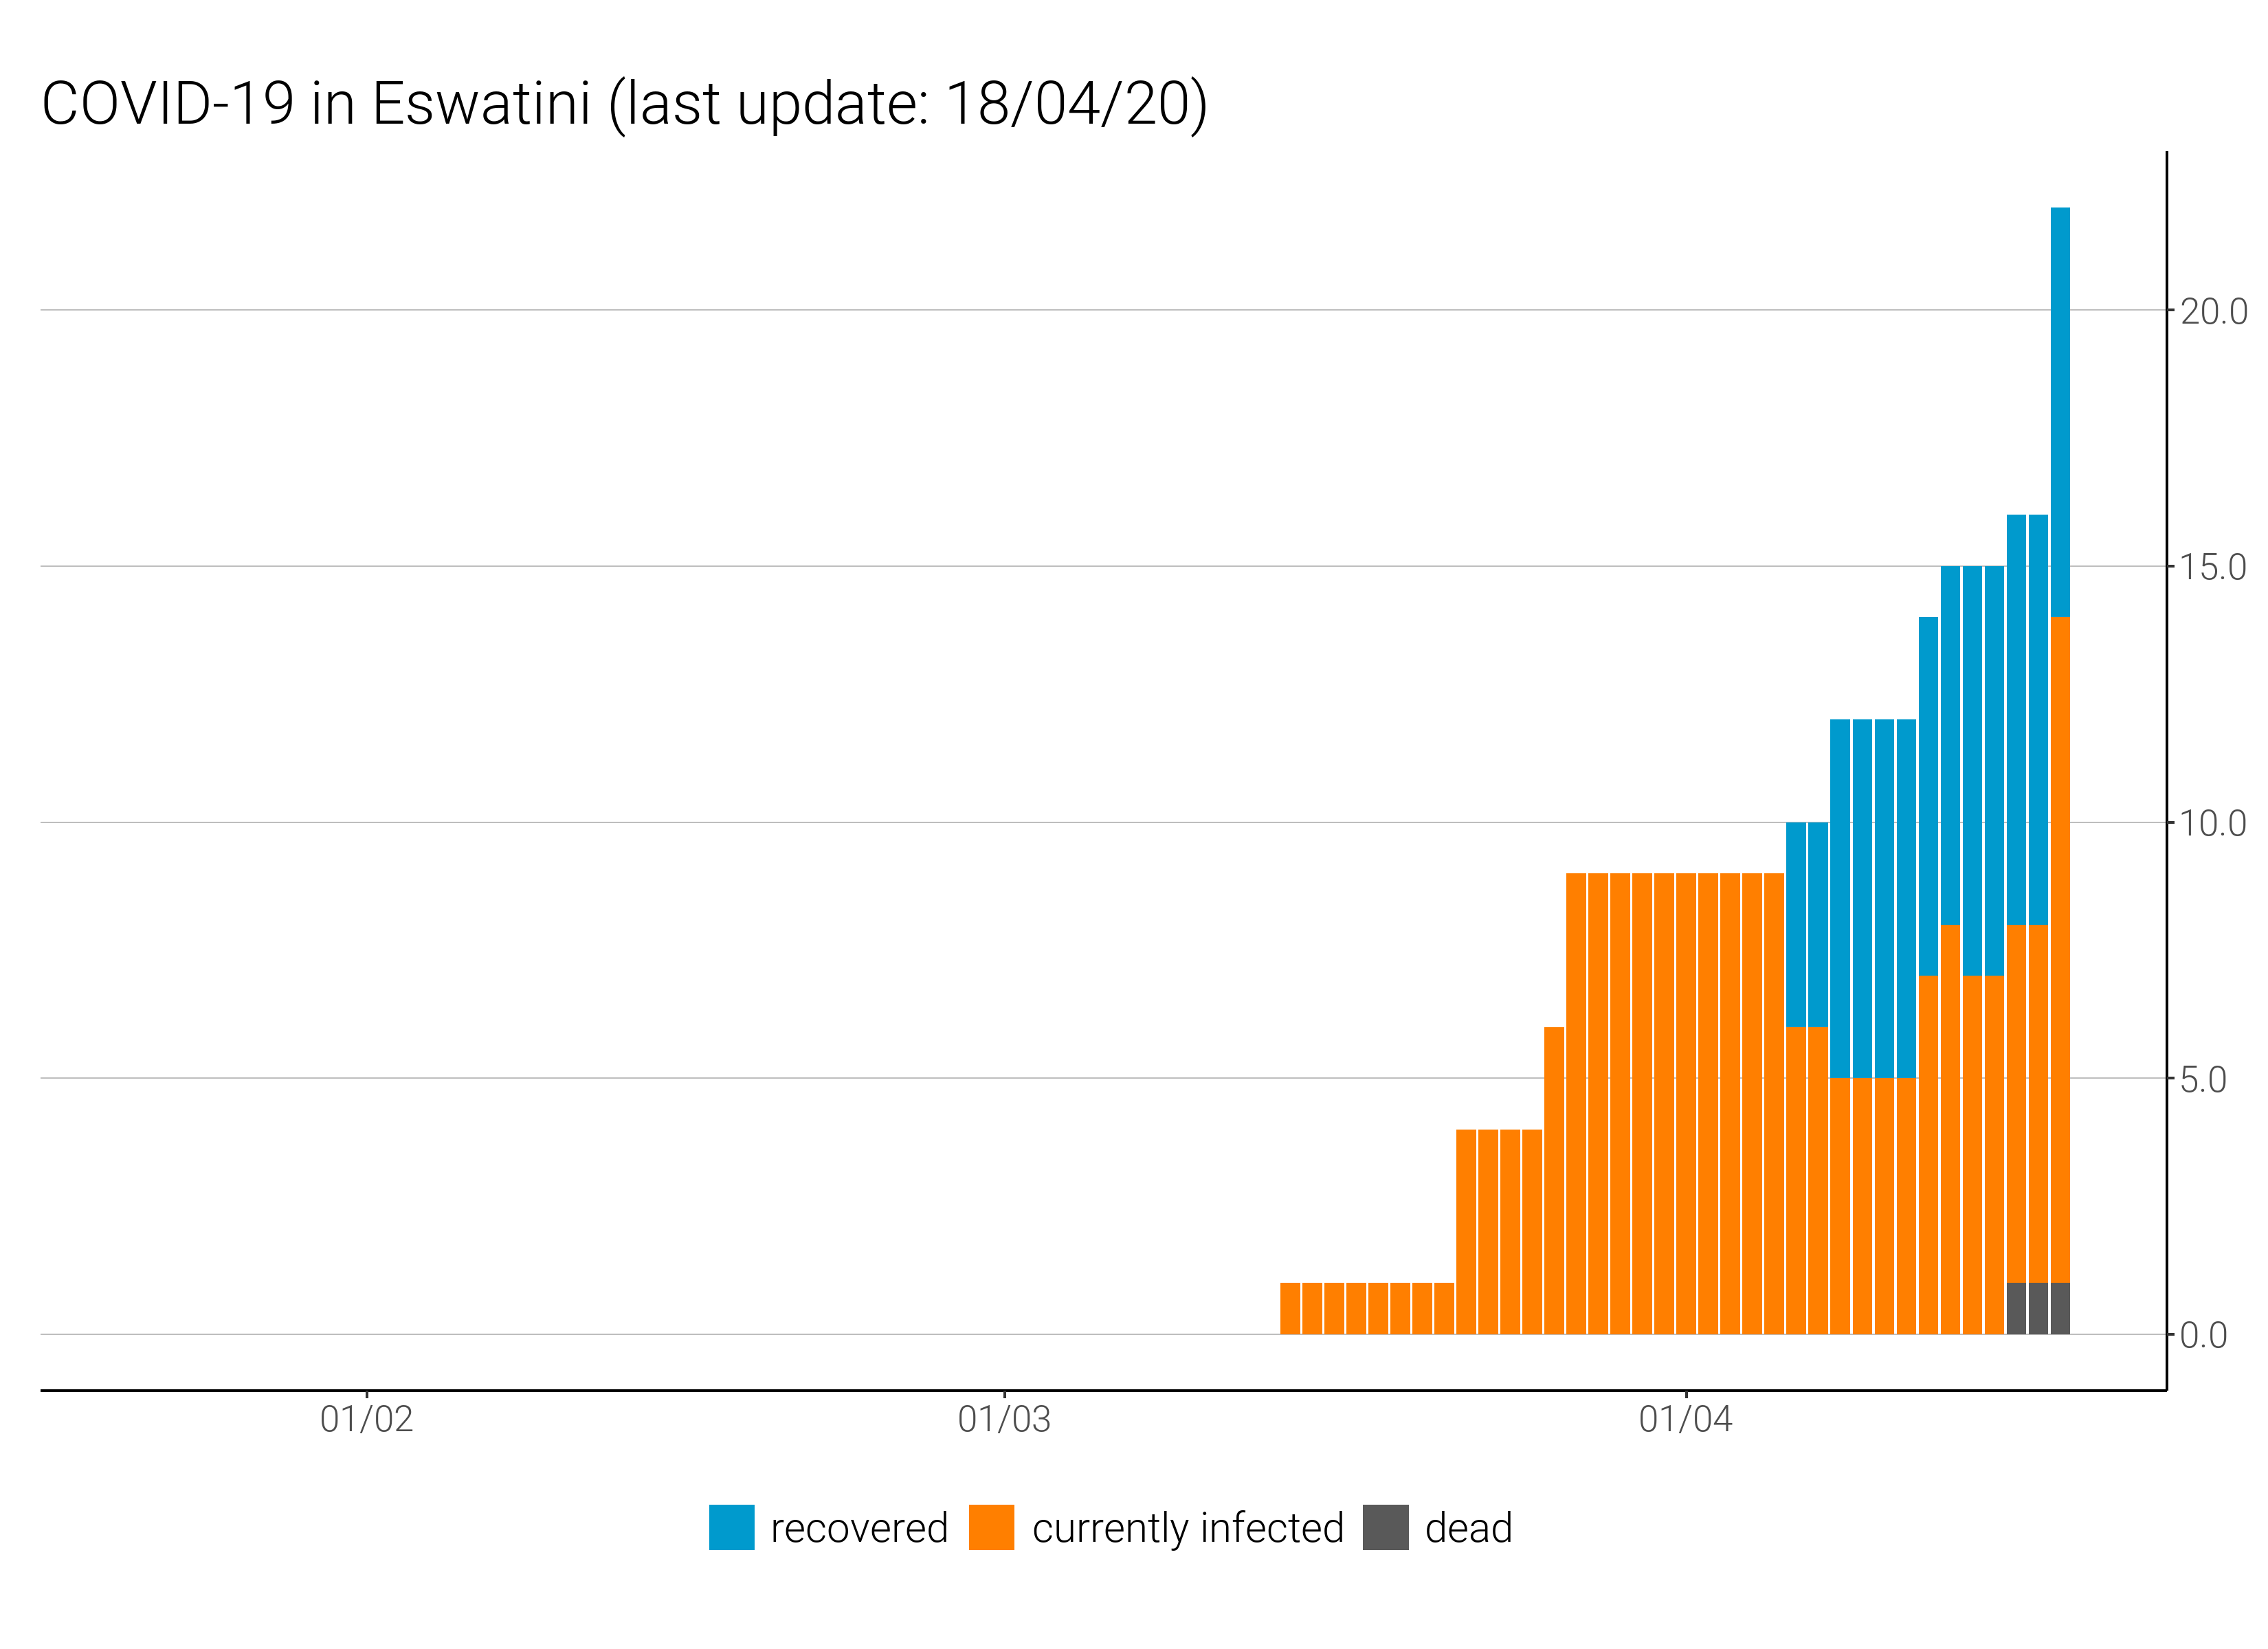 COVID-19 in Eswatini (last update: 18/04/20)
20.0
15.0
10.0
5.0
0.0
01/02 01/03 01/04
recovered currently infected dead